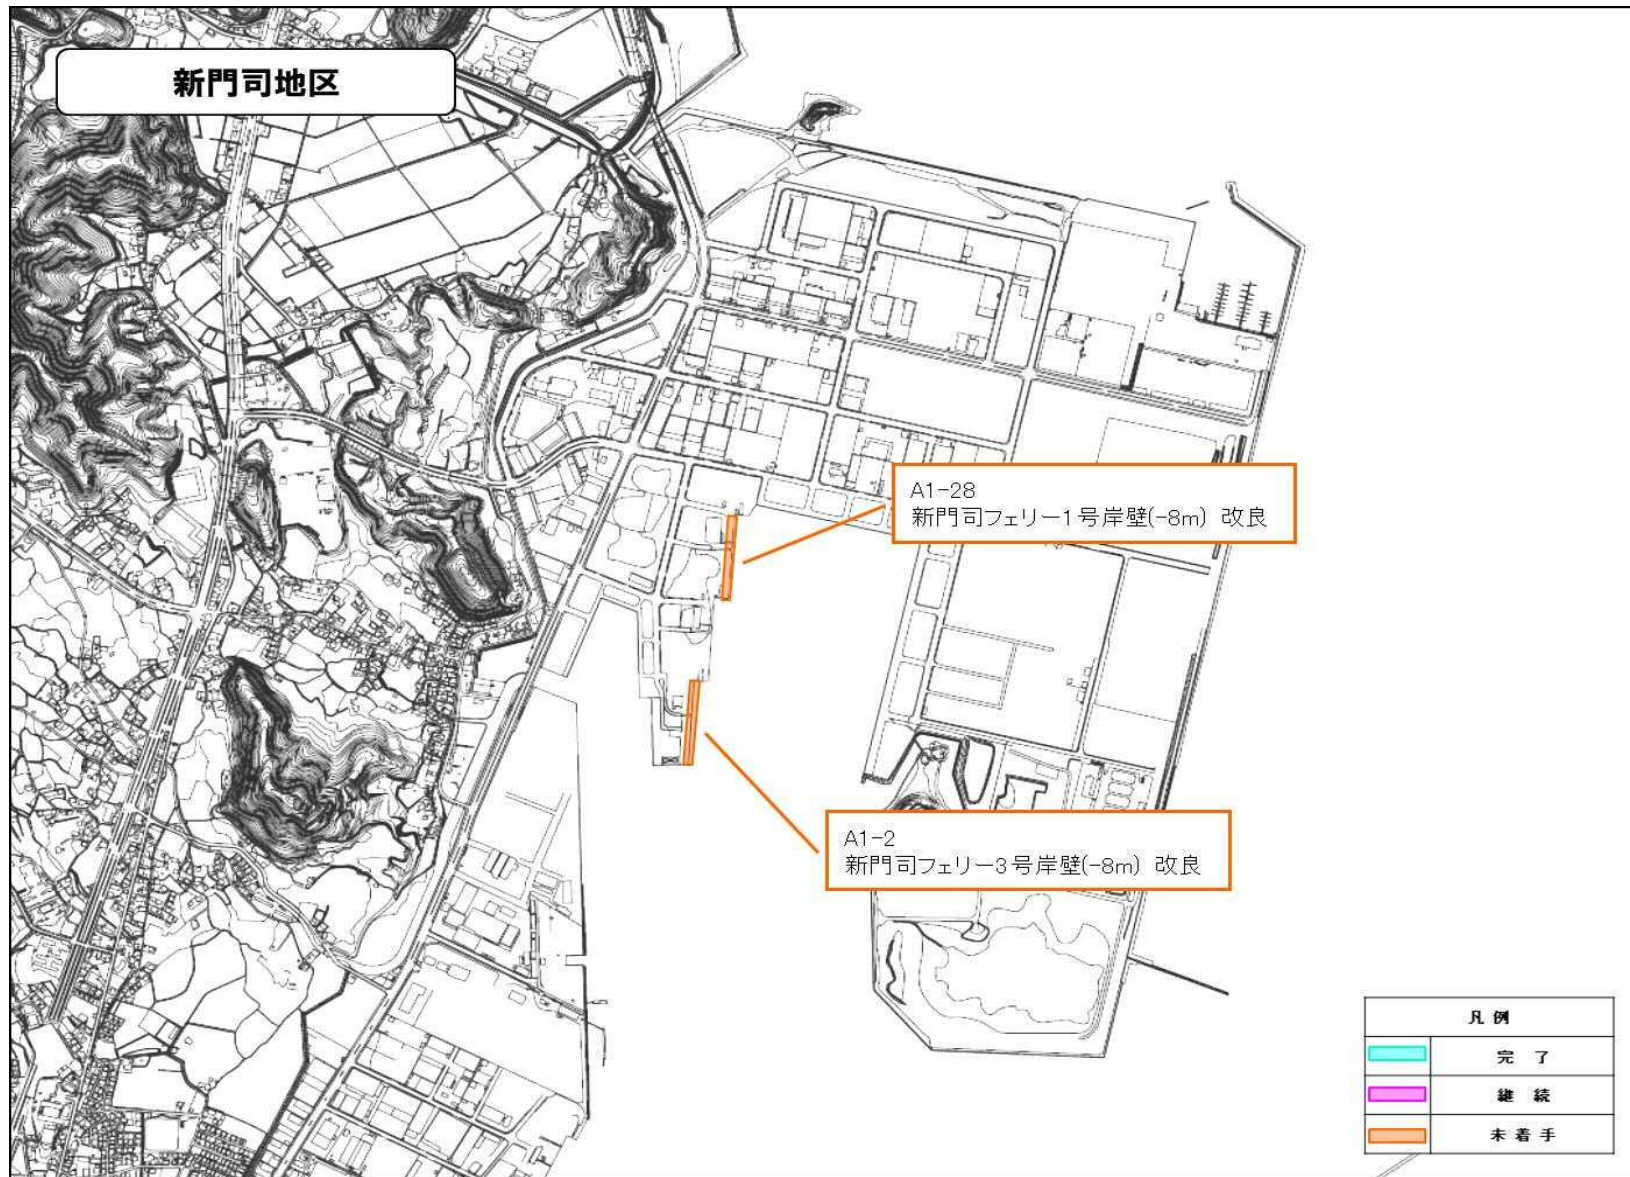 新門司地区
A1-28
新門司フェリー1号岸壁(-8m) 改良
A1-2
新門司フェリー3号岸壁(-8m) 改良
凡例
完了
継続
未着手